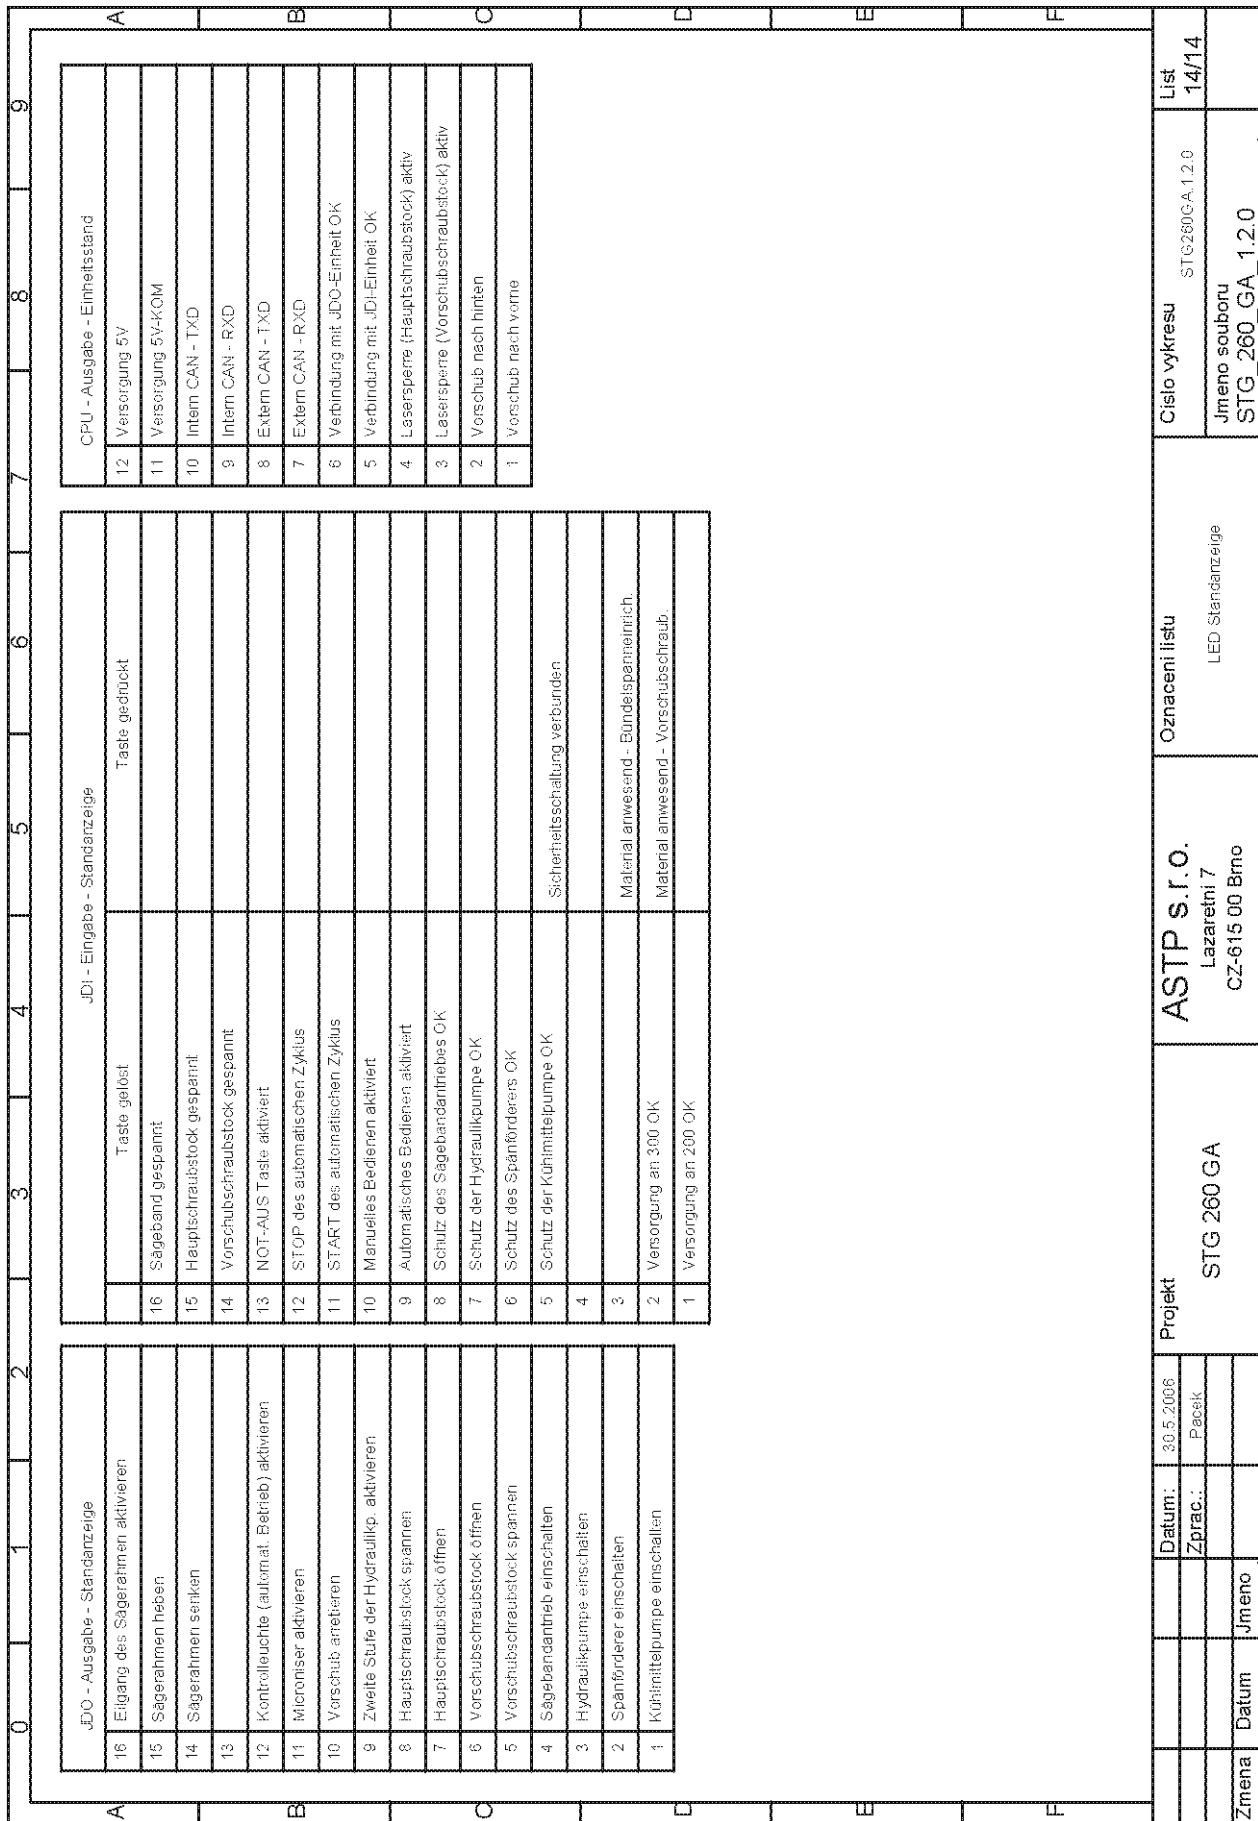 0 1 2 3 4 5 6 7 8 9
A
B
C
D
E
F
A
B
C
D
E
F
JDO - Ausgabe - Standanzeige
16 Eilgang des Sägerahmen aktivieren
15 Sägerahmen heben
14 Sägerahmen senken
13
12 Kontrolleuchte (automat. Betrieb) aktivieren
11 Microniser aktivieren
10 Vorschub arretieren
9 Zweite Stufe der Hydraulikp. aktivieren
8 Hauptschraubstock spannen
7 Hauptschraubstock öffnen
6 Vorschubschraubstock öffnen
5 Vorschubschraubstock spannen
4 Sägebandantrieb einschalten
3 Hydraulikpumpe einschalten
2 Spänförderer einschalten
1 Kühlmittelpumpe einschalten
JDI - Eingabe - Standanzeige
Taste gelöst Taste gedrückt
16 Sägeband gespannt
15 Hauptschraubstock gespannt
14 Vorschubschraubstock gespannt
13 NOT-AUS Taste aktiviert
12 STOP des automatischen Zyklus
11 START des automatischen Zyklus
10 Manuelles Bedienen aktiviert
9 Automatisches Bedienen aktiviert
8 Schutz des Sägebandantriebes OK
7 Schutz der Hydraulikpumpe OK
6 Schutz des Spänförderers OK
5 Schutz der Kühlmittelpumpe OK Sicherheitsschaltung verbunden
4
3 Material anwesend - Bündelspanneinrich.
2 Versorgung an 300 OK Material anwesend - Vorschubschraub.
1 Versorgung an 200 OK
CPU - Ausgabe - Einheitsstand
12 Versorgung 5V
11 Versorgung 5V-KOM
10 Intern CAN - TXD
9 Intern CAN - RXD
8 Extern CAN - TXD
7 Extern CAN - RXD
6 Verbindung mit JDO-Einheit OK
5 Verbindung mit JDI-Einheit OK
4 Lasersperre (Hauptschraubstock) aktiv
3 Lasersperre (Vorschubschraubstock) aktiv
2 Vorschub nach hinten
1 Vorschub nach vorne
Zmena Datum Jmeno
Datum: 30.5.2006
Zprac.: Pacek
Projekt
STG 260 GA
ASTP s.r.o.
Lazaretni 7
CZ-615 00 Brno
Oznaceni listu
LED Standanzeige
Cislo vykresu
STG260GA.1.2.0
Jmeno souboru
STG_260_GA_1.2.0
List
14/14